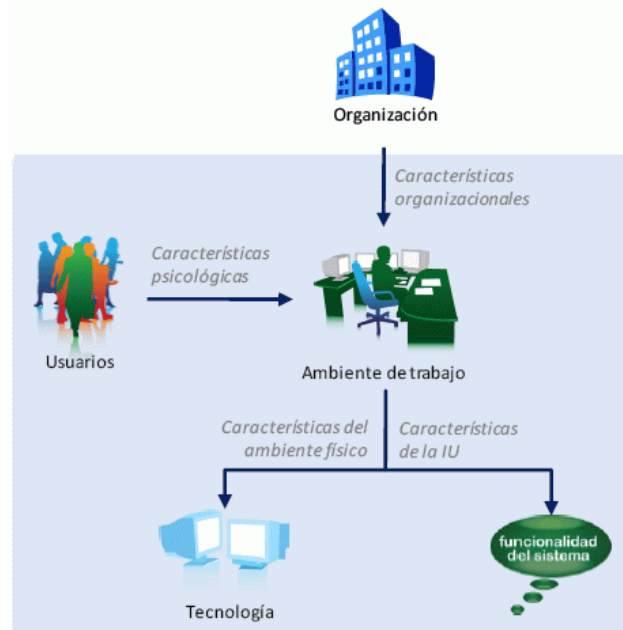 Organización
Características
organizacionales
Características
psicológicas
Usuarios
Ambiente de trabajo
Características del
ambiente físico
Características
de la IU
funcionalidad
del sistema
Tecnología